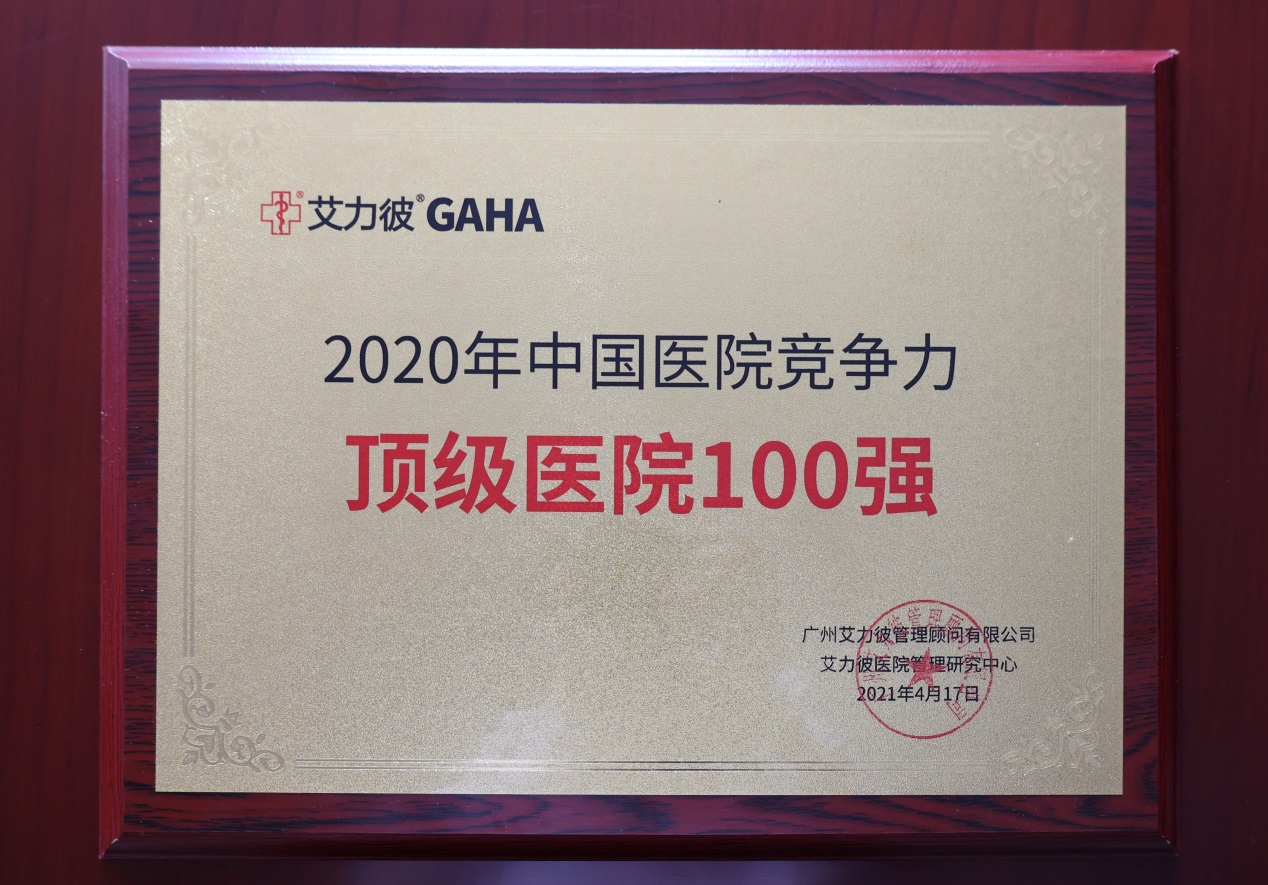 艾力彼®GAHA
2020年中国医院竞争力
顶级医院100强
广州艾力彼管理顾问有限公司
艾力彼医院管理研究中心
2021年4月17日